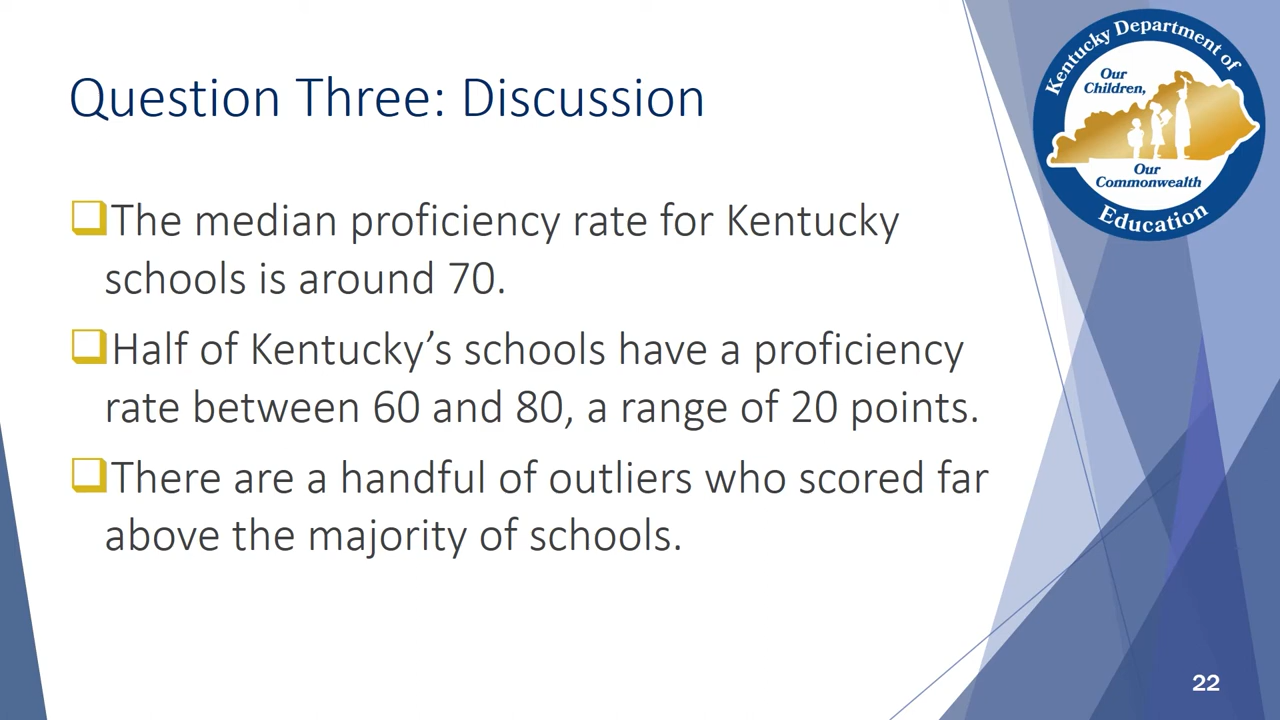 Question Three: Discussion
Kentucky Department of
Our
Children,
Our
Commonwealth
Education
❑The median proficiency rate for Kentucky
schools is around 70.
❑Half of Kentucky’s schools have a proficiency
rate between 60 and 80, a range of 20 points.
❑There are a handful of outliers who scored far
above the majority of schools.
22